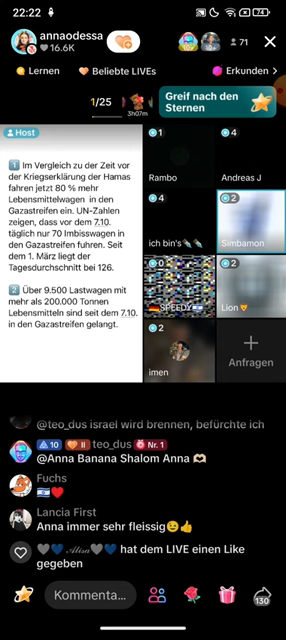 22:22
74
annaodessa
16.6K
71
Lernen
Beliebte LIVEs
Erkunden
1/25
3h07m
Greif nach den
Sternen
Host
1 Im Vergleich zu der Zeit vor
der Kriegserklärung der Hamas
fahren jetzt 80 % mehr
Lebensmittelwagen in den
Gazastreifen ein. UN-Zahlen
zeigen, dass vor dem 7.10.
täglich nur 70 Imbisswagen in
den Gazastreifen fuhren. Seit
dem 1. März liegt der
Tagesdurchschnitt bei 126.
2 Über 9.500 Lastwagen mit
mehr als 200.000 Tonnen
Lebensmitteln sind seit dem 7.10.
in den Gazastreifen gelangt.
1
Rambo
4
Andreas J
4
ich bin's✒️✒️
2
Simbamon
0
🇩🇪SPEEDY🇮🇱
2
Lion🦁
2
imen
+
Anfragen
@teo_dus israel wird brennen, befürchte ich
10 II teo_dus Nr. 1
@Anna Banana Shalom Anna 🫶
Fuchs
🇮🇱❤️
Lancia First
Anna immer sehr fleissig😉👍
🩶💙 𝒜𝓁𝒾𝓈𝒶🩶💙 hat dem LIVE einen Like
gegeben
Kommenta...
130